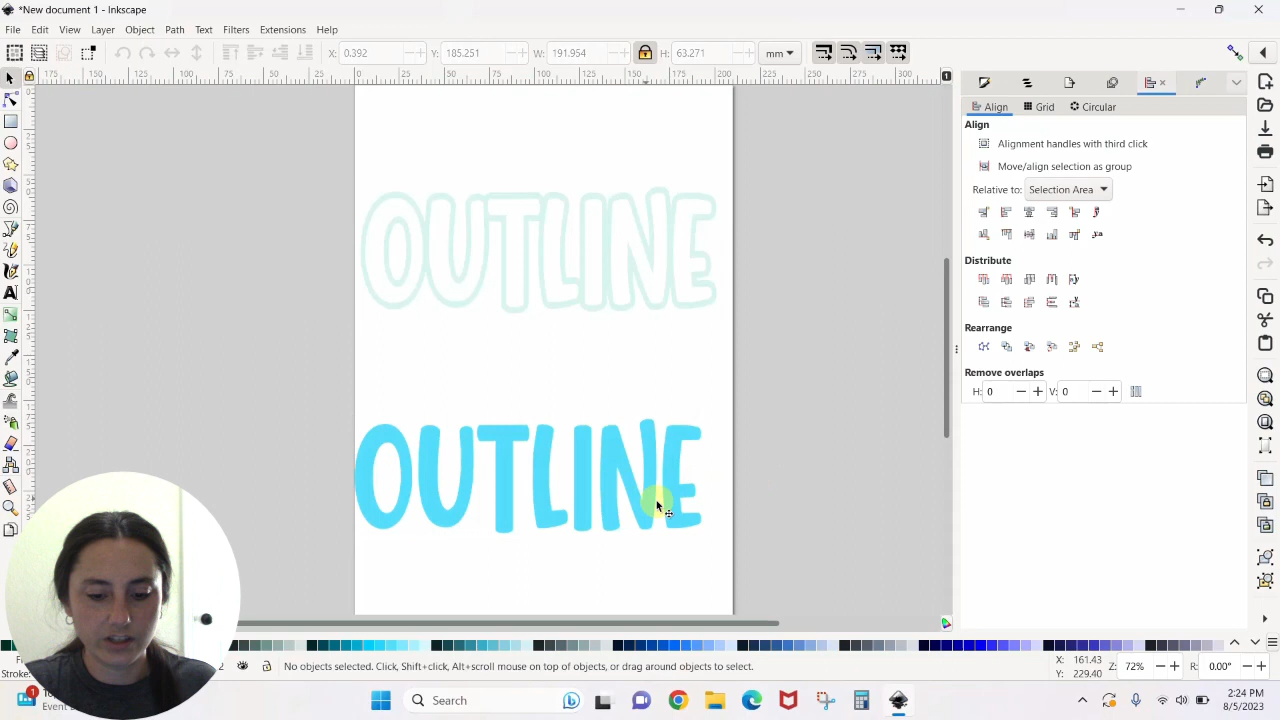 *New document 1 - Inkscape
File Edit View Layer Object Path Text Filters Extensions Help
X: 0.392 Y: 185.251 W: 191.954 H: 63.271 mm
Align Grid Circular
Align
Alignment handles with third click
Move/align selection as group
Relative to: Selection Area
Distribute
Rearrange
Remove overlaps
H: 0 V: 0
OUTLINE
OUTLINE
No objects selected. Click, Shift+click, Alt+scroll mouse on top of objects, or drag around objects to select.
X: 161.43
Y: 229.40
Z: 72% R: 0.00°
Stroke:
Search
2:24 PM
8/5/2023